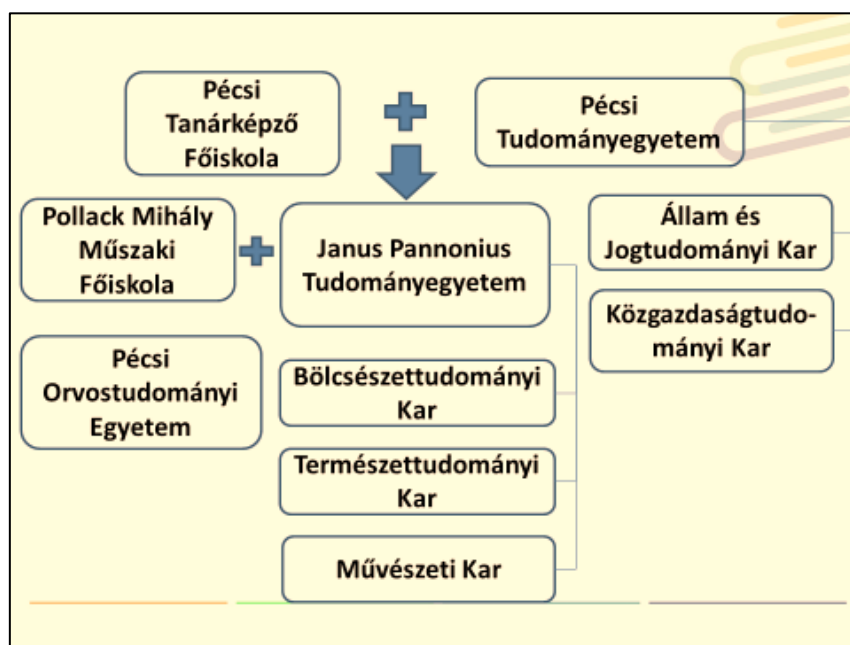 Pécsi
Tanárképző
Főiskola
Pécsi
Tudományegyetem
Pollack Mihály
Műszaki
Főiskola
Janus Pannonius
Tudományegyetem
Állam és
Jogtudományi Kar
Közgazdaságtudo-
mányi Kar
Pécsi
Orvostudományi
Egyetem
Bölcsészettudományi
Kar
Természettudományi
Kar
Művészeti Kar